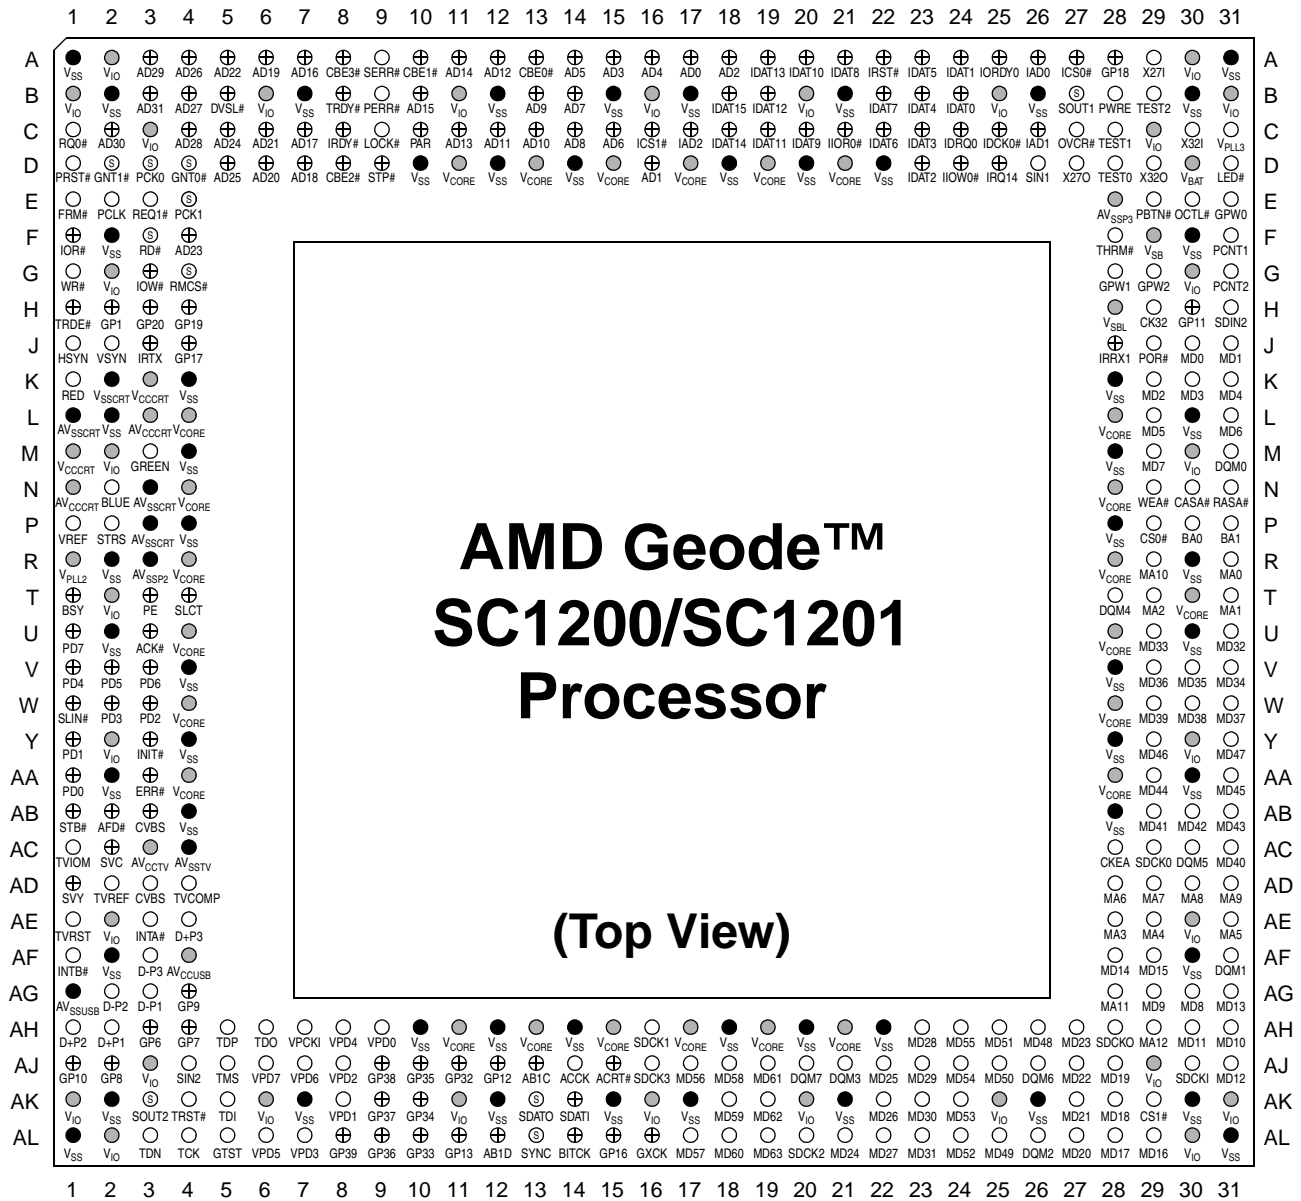 1 2 3 4 5 6 7 8 9 10 11 12 13 14 15 16 17 18 19 20 21 22 23 24 25 26 27 28 29 30 31
A A
VSS VIO AD29 AD26 AD22 AD19 AD16 CBE3# SERR# CBE1# AD14 AD12 CBE0# AD5 AD3 AD4 AD0 AD2 IDAT13 IDAT10 IDAT8 IRST# IDAT5 IDAT1 IORDY0 IAD0 ICS0# GP18 X27I VIO VSS
B S B
VIO VSS AD31 AD27 DVSL# VIO VSS TRDY# PERR# AD15 VIO VSS AD9 AD7 VSS VIO VSS IDAT15 IDAT12 VIO VSS IDAT7 IDAT4 IDAT0 VIO VSS SOUT1 PWRE TEST2 VSS VIO
C C
RQ0# AD30 VIO AD28 AD24 AD21 AD17 IRDY# LOCK# PAR AD13 AD11 AD10 AD8 AD6 ICS1# IAD2 IDAT14 IDAT11 IDAT9 IIOR0# IDAT6 IDAT3 IDRQ0 IDCK0# IAD1 OVCR# TEST1 VIO X32I VPLL3
D S S S D
PRST# GNT1# PCK0 GNT0# AD25 AD20 AD18 CBE2# STP# VSS VCORE VSS VCORE VSS VCORE AD1 VCORE VSS VCORE VSS VCORE VSS IDAT2 IIOW0# IRQ14 SIN1 X27O TEST0 X32O VBAT LED#
E S E
FRM# PCLK REQ1# PCK1 AVSSP3 PBTN# OCTL# GPW0
F S F
IOR# VSS RD# AD23 THRM# VSB VSS PCNT1
G S G
WR# VIO IOW# RMCS# GPW1 GPW2 VIO PCNT2
H H
TRDE# GP1 GP20 GP19 VSBL CK32 GP11 SDIN2
J J
HSYN VSYN IRTX GP17 IRRX1 POR# MD0 MD1
K K
RED VSSCRT VCCCRT VSS VSS MD2 MD3 MD4
L L
AVSSCRT VSS AVCCCRT VCORE VCORE MD5 VSS MD6
M M
VCCCRT VIO GREEN VSS VSS MD7 VIO DQM0
N N
AVCCCRT BLUE AVSSCRT VCORE VCORE WEA# CASA# RASA#
P P
VREF STRS AVSSCRT VSS VSS CS0# BA0 BA1
R R
VPLL2 VSS AVSSP2 VCORE VCORE MA10 VSS MA0
T T
BSY VIO PE SLCT DQM4 MA2 VCORE MA1
U U
PD7 VSS ACK# VCORE VCORE MD33 VSS MD32
V V
PD4 PD5 PD6 VSS VSS MD36 MD35 MD34
W W
SLIN# PD3 PD2 VCORE VCORE MD39 MD38 MD37
Y Y
PD1 VIO INIT# VSS VSS MD46 VIO MD47
AA AA
PD0 VSS ERR# VCORE VCORE MD44 VSS MD45
AB AB
STB# AFD# CVBS VSS VSS MD41 MD42 MD43
AC AC
TVIOM SVC AVCCTV AVSSTV CKEA SDCK0 DQM5 MD40
AD AD
SVY TVREF CVBS TVCOMP MA6 MA7 MA8 MA9
AE AE
TVRST VIO INTA# D+P3 MA3 MA4 VIO MA5
AF AF
INTB# VSS D-P3 AVCCUSB MD14 MD15 VSS DQM1
AG AG
AVSSUSB D-P2 D-P1 GP9 MA11 MD9 MD8 MD13
AH AH
D+P2 D+P1 GP6 GP7 TDP TDO VPCKI VPD4 VPD0 VSS VCORE VSS VCORE VSS VCORE SDCK1 VCORE VSS VCORE VSS VCORE VSS MD28 MD55 MD51 MD48 MD23 SDCKO MA12 MD11 MD10
AJ AJ
GP10 GP8 VIO SIN2 TMS VPD7 VPD6 VPD2 GP38 GP35 GP32 GP12 AB1C ACCK ACRT# SDCK3 MD56 MD58 MD61 DQM7 DQM3 MD25 MD29 MD54 MD50 DQM6 MD22 MD19 VIO SDCKI MD12
AK S S AK
VIO VSS SOUT2 TRST# TDI VIO VSS VPD1 GP37 GP34 VIO VSS SDATO SDATI VSS VIO VSS MD59 MD62 VIO VSS MD26 MD30 MD53 VIO VSS MD21 MD18 CS1# VSS VIO
AL S AL
VSS VIO TDN TCK GTST VPD5 VPD3 GP39 GP36 GP33 GP13 AB1D SYNC BITCK GP16 GXCK MD57 MD60 MD63 SDCK2 MD24 MD27 MD31 MD52 MD49 DQM2 MD20 MD17 MD16 VIO VSS
1 2 3 4 5 6 7 8 9 10 11 12 13 14 15 16 17 18 19 20 21 22 23 24 25 26 27 28 29 30 31
AMD Geode™
SC1200/SC1201
Processor
(Top View)